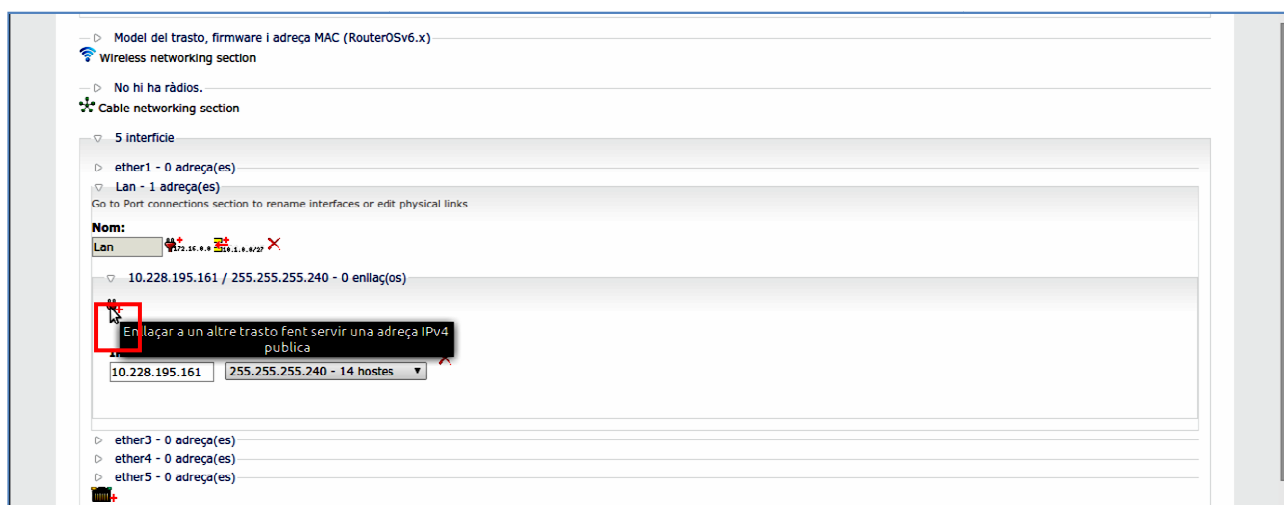 Model del trasto, firmware i adreça MAC (RouterOSv6.x)
Wireless networking section
No hi ha ràdios.
Cable networking section
5 interficie
ether1 - 0 adreça(es)
Lan - 1 adreça(es)
Go to Port connections section to rename interfaces or edit physical links
Nom:
Lan 172.16.0.0 10.1.0.0/27
10.228.195.161 / 255.255.255.240 - 0 enllaç(os)
Enllaçar a un altre trasto fent servir una adreça IPv4
publica
10.228.195.161 255.255.255.240 - 14 hostes
ether3 - 0 adreça(es)
ether4 - 0 adreça(es)
ether5 - 0 adreça(es)